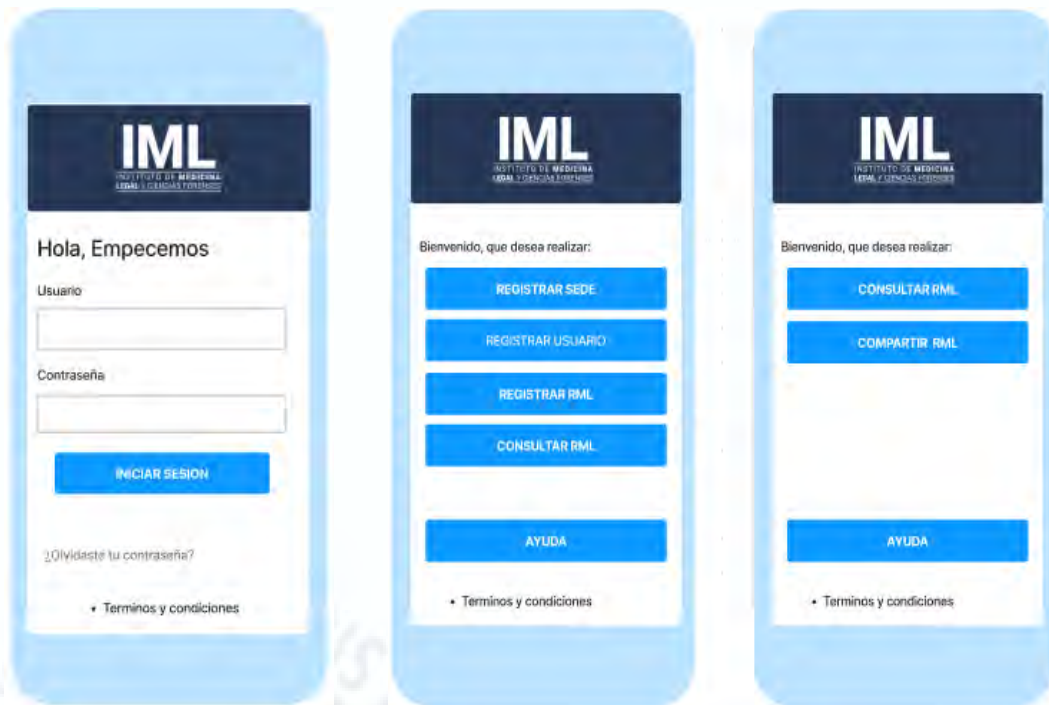 IML
INSTITUTO DE MEDICINA
LEGAL Y CIENCIAS FORENSES
Hola, Empecemos
Usuario
Contraseña
INICIAR SESION
¿Olvidaste tu contraseña?
• Terminos y condiciones
IML
INSTITUTO DE MEDICINA
LEGAL Y CIENCIAS FORENSES
Bienvenido, que desea realizar:
REGISTRAR SEDE
REGISTRAR USUARIO
REGISTRAR RML
CONSULTAR RML
AYUDA
• Terminos y condiciones
IML
INSTITUTO DE MEDICINA
LEGAL Y CIENCIAS FORENSES
Bienvenido, que desea realizar:
CONSULTAR RML
COMPARTIR RML
AYUDA
• Terminos y condiciones